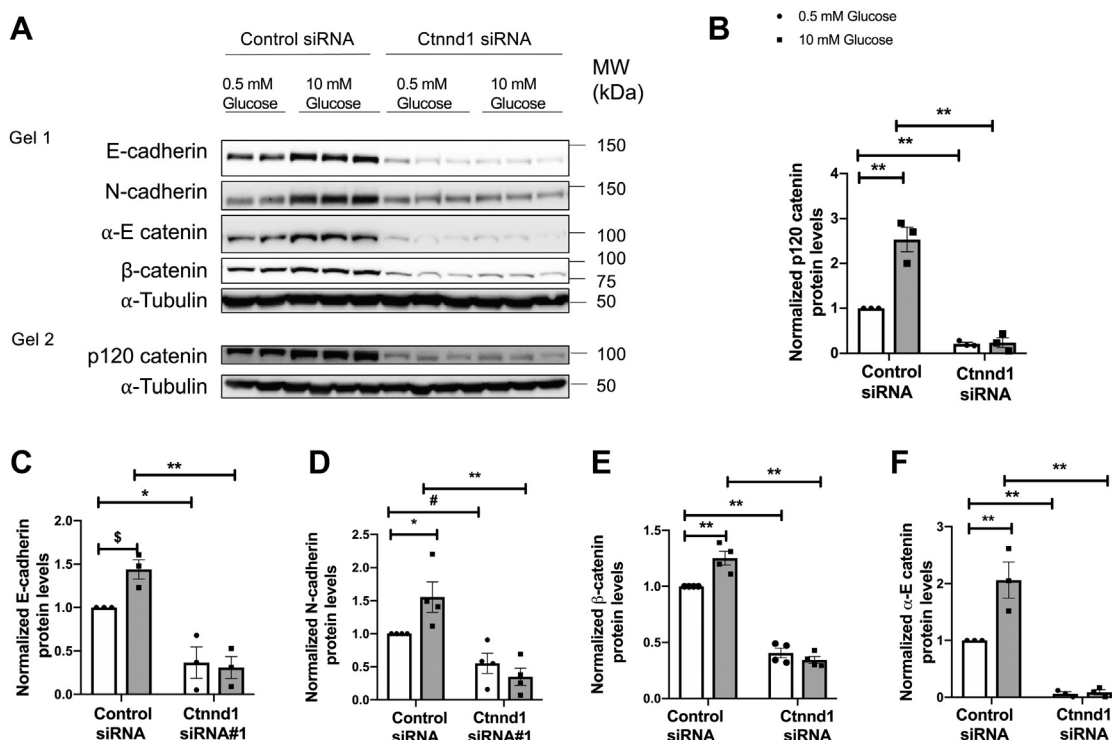 A
Control siRNA
Ctnnd1 siRNA
0.5 mM
Glucose
10 mM
Glucose
0.5 mM
Glucose
10 mM
Glucose
MW
(kDa)
Gel 1
E-cadherin
150
N-cadherin
150
α-E catenin
100
β-catenin
100
75
α-Tubulin
50
Gel 2
p120 catenin
100
α-Tubulin
50
B
0.5 mM Glucose
10 mM Glucose
**
**
**
Normalized p120 catenin
protein levels
4
3
2
1
0
Control
siRNA
Ctnnd1
siRNA
C
**
*
$
Normalized E-cadherin
protein levels
2.0
1.5
1.0
0.5
0.0
Control
siRNA
Ctnnd1
siRNA#1
D
**
#
*
Normalized N-cadherin
protein levels
2.5
2.0
1.5
1.0
0.5
0.0
Control
siRNA
Ctnnd1
siRNA#1
E
**
**
**
Normalized β-catenin
protein levels
1.5
1.0
0.5
0.0
Control
siRNA
Ctnnd1
siRNA
F
**
**
**
Normalized α-E catenin
protein levels
3
2
1
0
Control
siRNA
Ctnnd1
siRNA